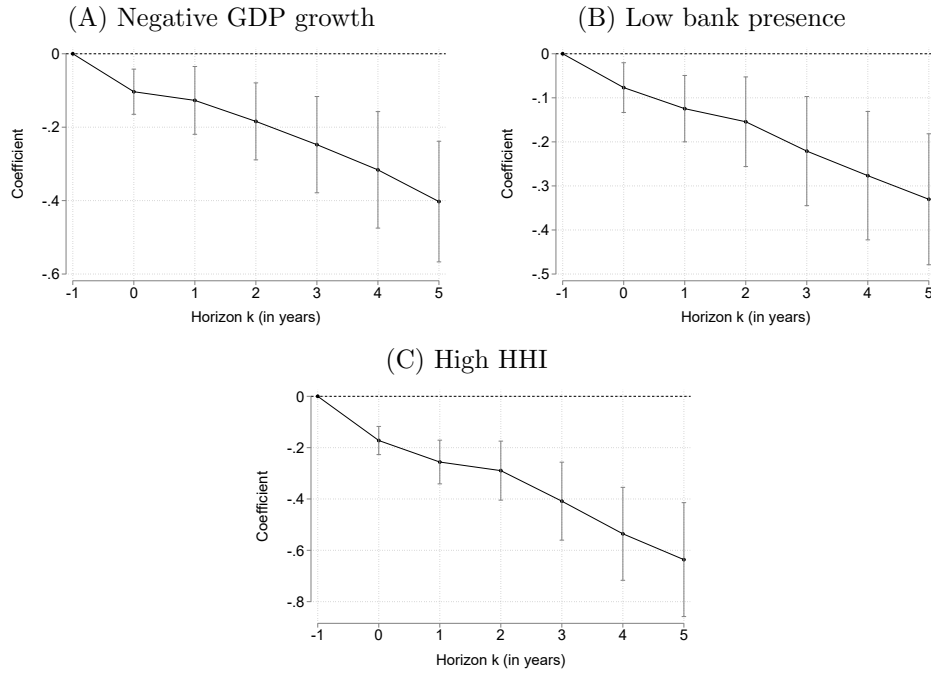 (A) Negative GDP growth
0
-.2
-.4
-.6
Coefficient
-1 0 1 2 3 4 5
Horizon k (in years)
(B) Low bank presence
0
-.1
-.2
-.3
-.4
-.5
Coefficient
-1 0 1 2 3 4 5
Horizon k (in years)
(C) High HHI
0
-.2
-.4
-.6
-.8
Coefficient
-1 0 1 2 3 4 5
Horizon k (in years)